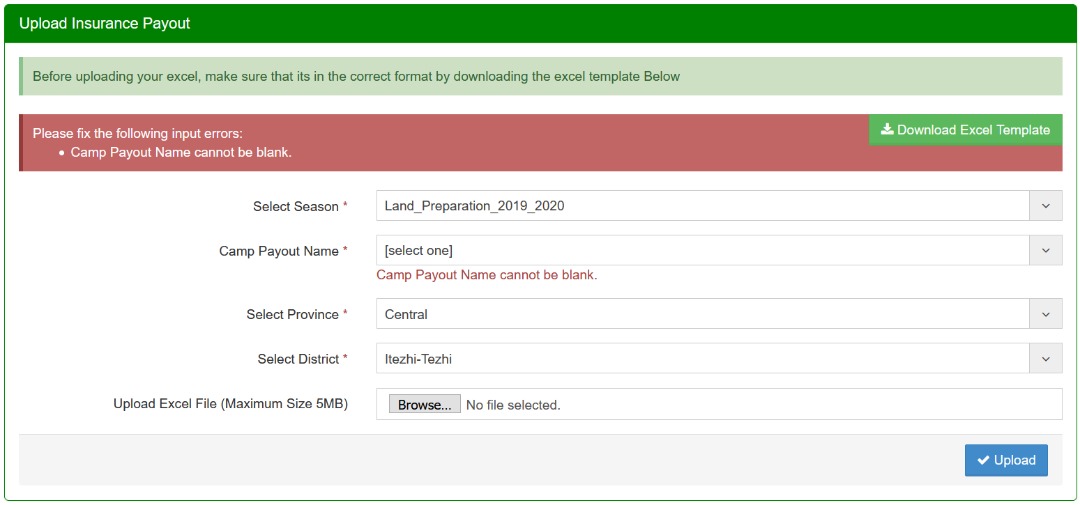 Upload Insurance Payout
Before uploading your excel, make sure that its in the correct format by downloading the excel template Below
Please fix the following input errors:
Download Excel Template
• Camp Payout Name cannot be blank.
Select Season * Land_Preparation_2019_2020
Camp Payout Name * [select one]
Camp Payout Name cannot be blank.
Select Province * Central
Select District * Itezhi-Tezhi
Upload Excel File (Maximum Size 5MB) Browse... No file selected.
Upload